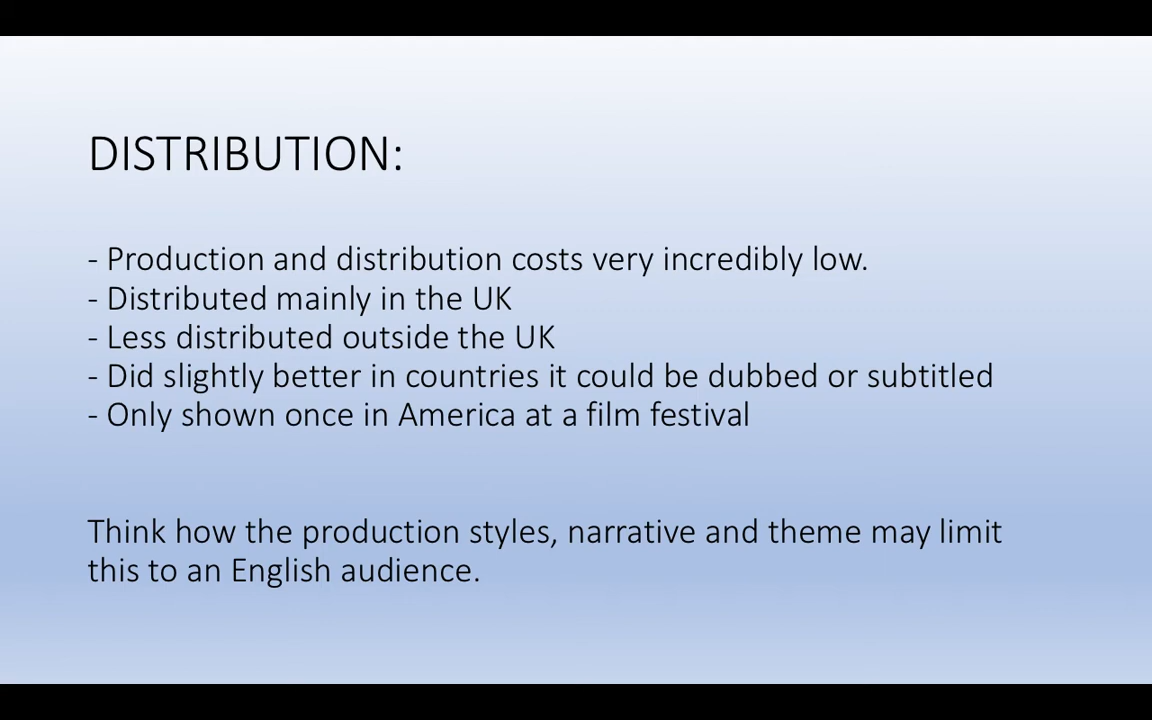 DISTRIBUTION:
- Production and distribution costs very incredibly low.
- Distributed mainly in the UK
- Less distributed outside the UK
- Did slightly better in countries it could be dubbed or subtitled
- Only shown once in America at a film festival
Think how the production styles, narrative and theme may limit
this to an English audience.